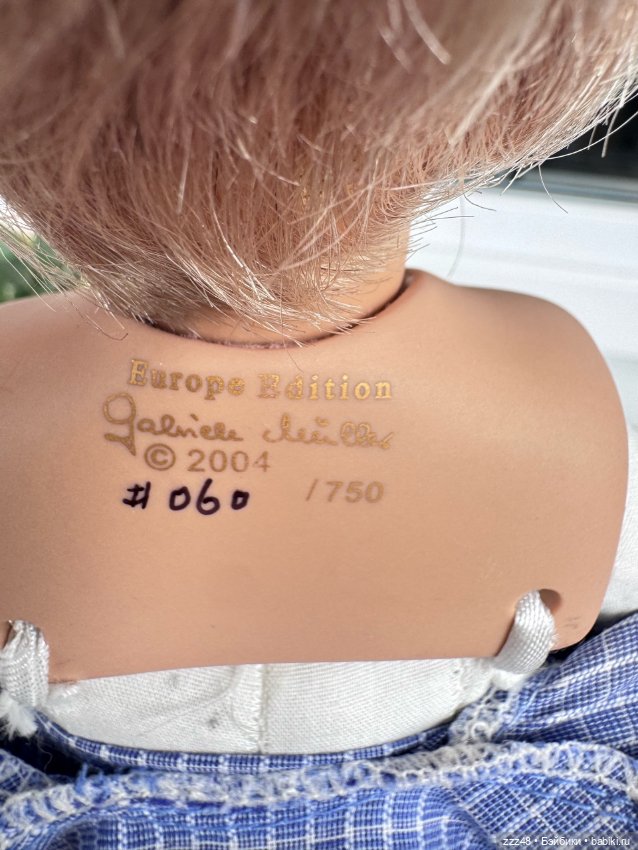 Europe Edition
Gabriele Müller
© 2004
# 060 /750
zzz48 • Бэйбики • babiki.ru